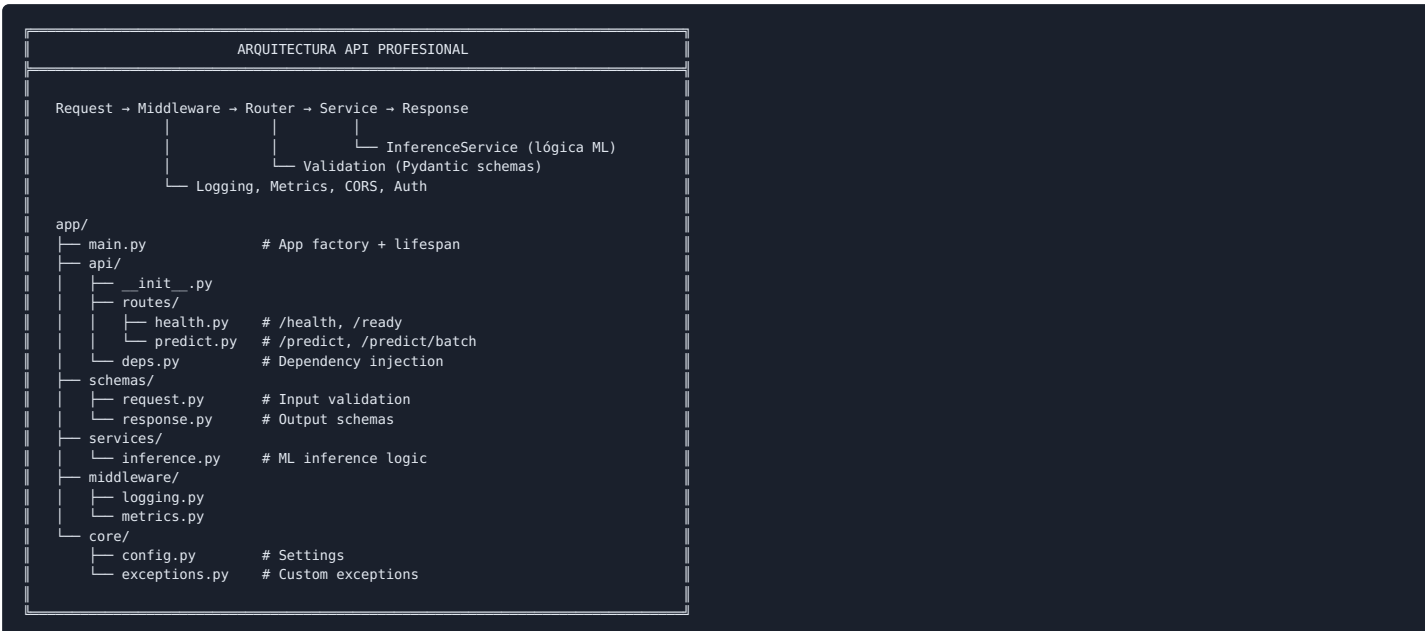 ARQUITECTURA API PROFESIONAL
Request → Middleware → Router → Service → Response
│ │ │
│ │ └── InferenceService (lógica ML)
│ └── Validation (Pydantic schemas)
└── Logging, Metrics, CORS, Auth
app/
├── main.py # App factory + lifespan
├── api/
│ ├── __init__.py
│ ├── routes/
│ │ ├── health.py # /health, /ready
│ │ └── predict.py # /predict, /predict/batch
│ └── deps.py # Dependency injection
├── schemas/
│ ├── request.py # Input validation
│ └── response.py # Output schemas
├── services/
│ └── inference.py # ML inference logic
├── middleware/
│ ├── logging.py
│ └── metrics.py
└── core/
├── config.py # Settings
└── exceptions.py # Custom exceptions